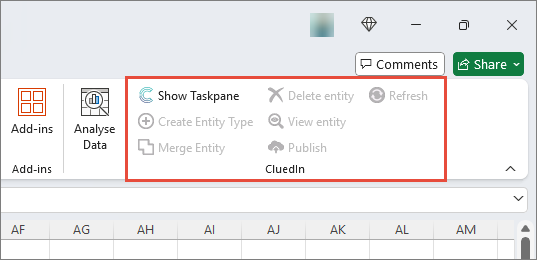 Comments
Share
Show Taskpane
Delete entity
Refresh
Create Entity Type
View entity
Merge Entity
Publish
CluedIn
Add-ins
Add-ins
Analyse
Data
AF AG AH AI AJ AK AL AM